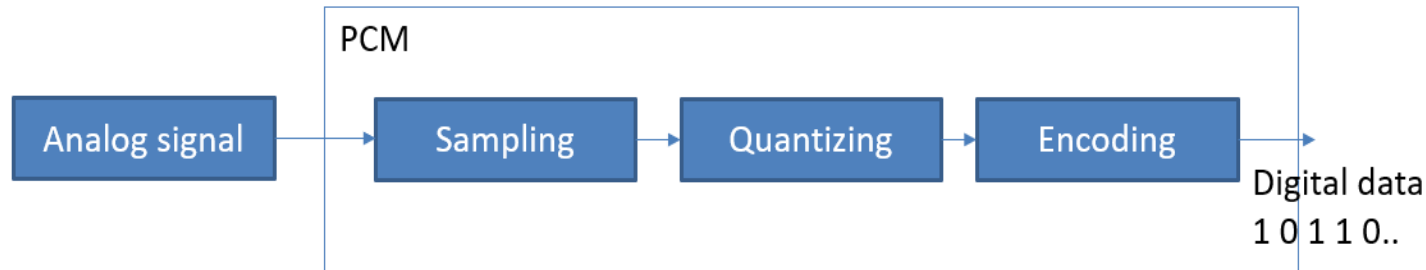 PCM
Analog signal
Sampling
Quantizing
Encoding
Digital data
1 0 1 1 0..